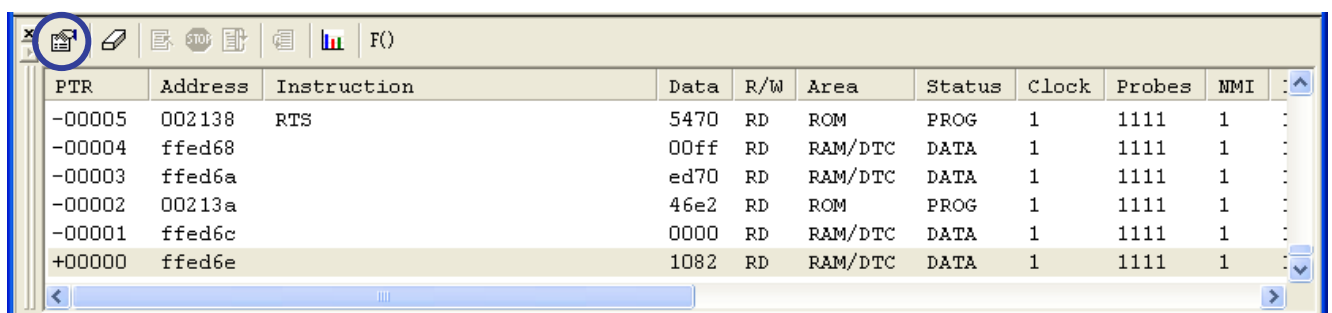 STOP F()
PTR Address Instruction Data R/W Area Status Clock Probes NMI
-00005 002138 RTS 5470 RD ROM PROG 1 1111 1
-00004 ffed68 00ff RD RAM/DTC DATA 1 1111 1
-00003 ffed6a ed70 RD RAM/DTC DATA 1 1111 1
-00002 00213a 46e2 RD ROM PROG 1 1111 1
-00001 ffed6c 0000 RD RAM/DTC DATA 1 1111 1
+00000 ffed6e 1082 RD RAM/DTC DATA 1 1111 1